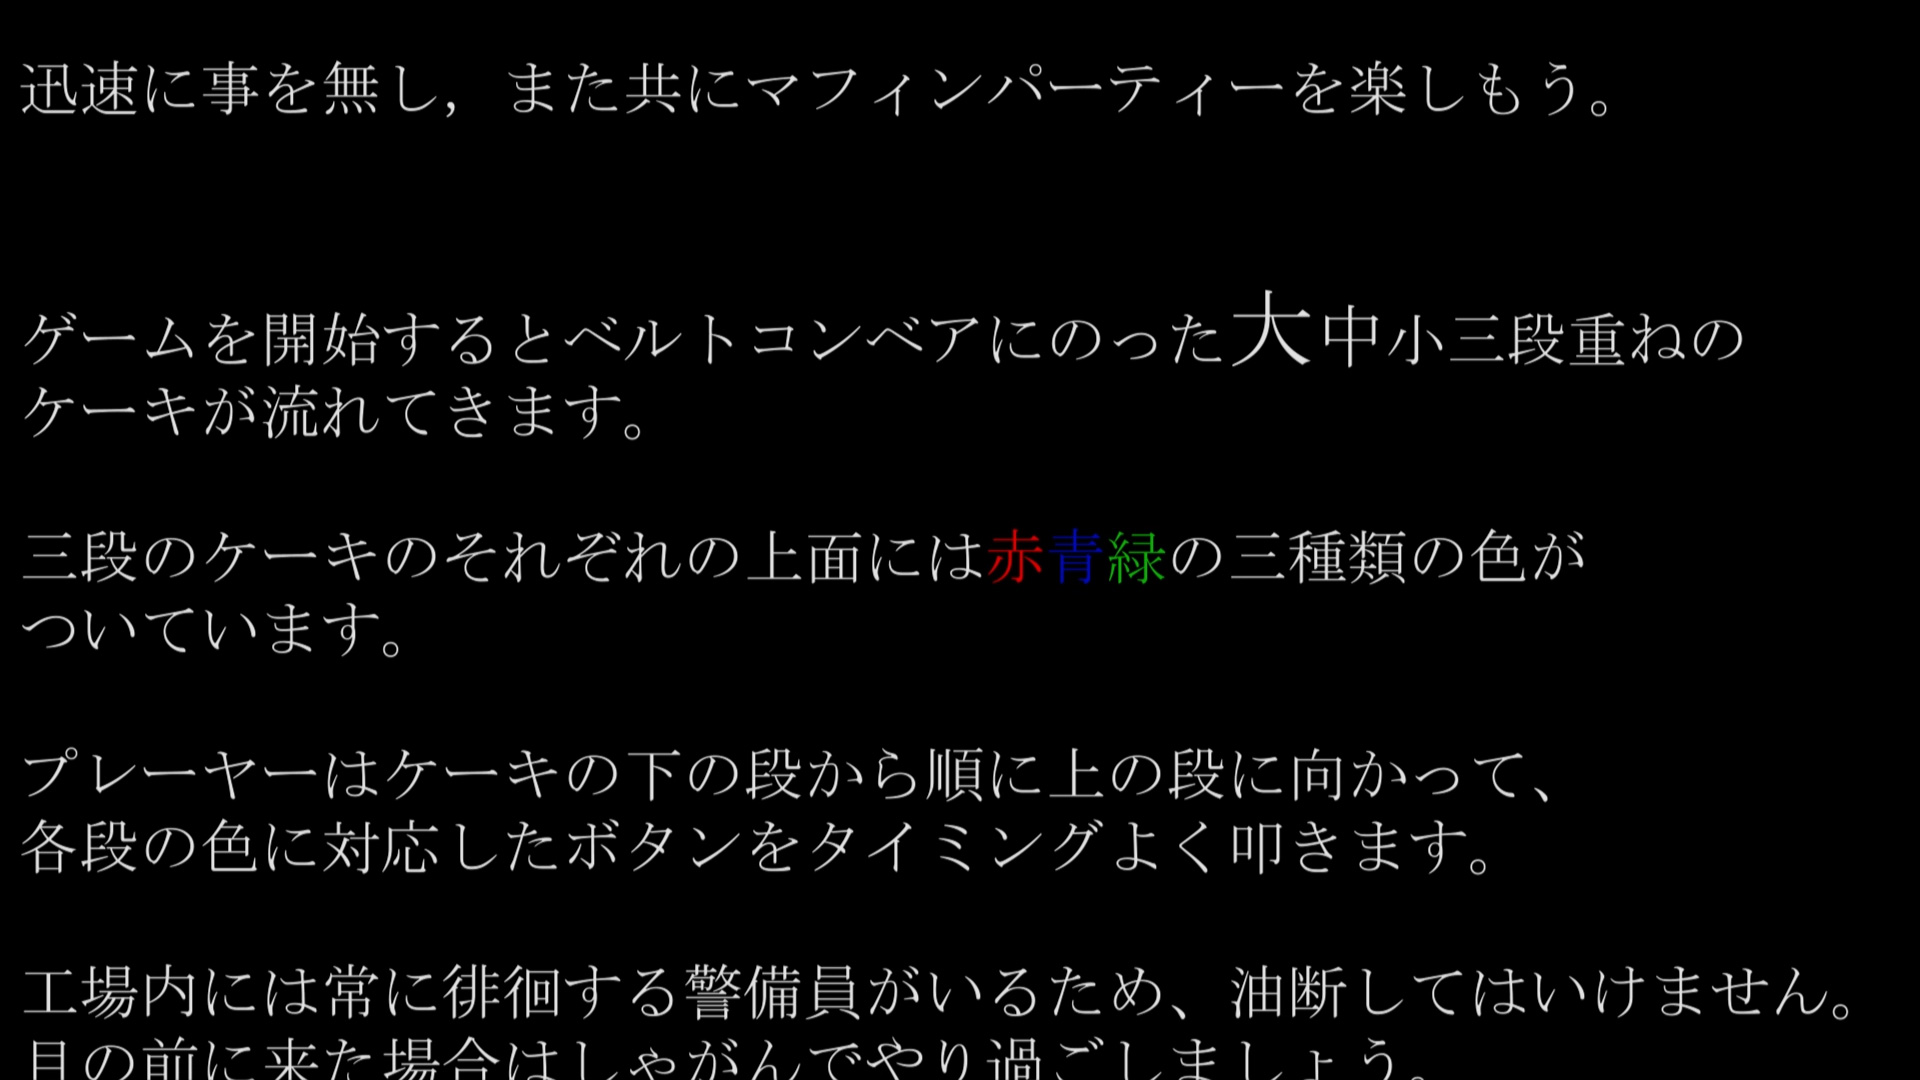 迅速に事を無し，また共にマフィンパーティーを楽しもう。
ゲームを開始するとベルトコンベアにのった大中小三段重ねの
ケーキが流れてきます。
三段のケーキのそれぞれの上面には赤青緑の三種類の色が
ついています。
プレーヤーはケーキの下の段から順に上の段に向かって、
各段の色に対応したボタンをタイミングよく叩きます。
工場内には常に徘徊する警備員がいるため、油断してはいけません。
目の前に来た場合はしゃがんでやり過ごしましょう。